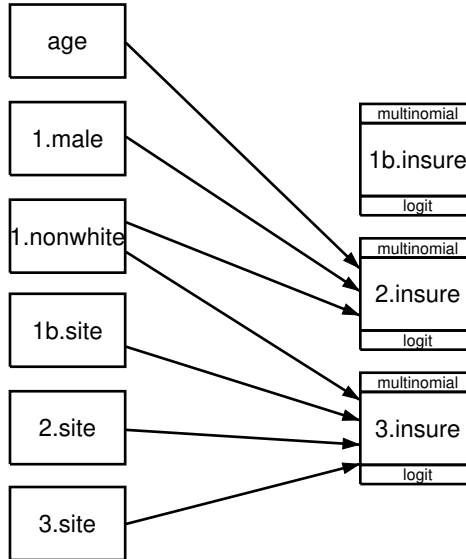 age
1.male
1.nonwhite
1b.site
2.site
3.site
multinomial
1b.insure
logit
multinomial
2.insure
logit
multinomial
3.insure
logit